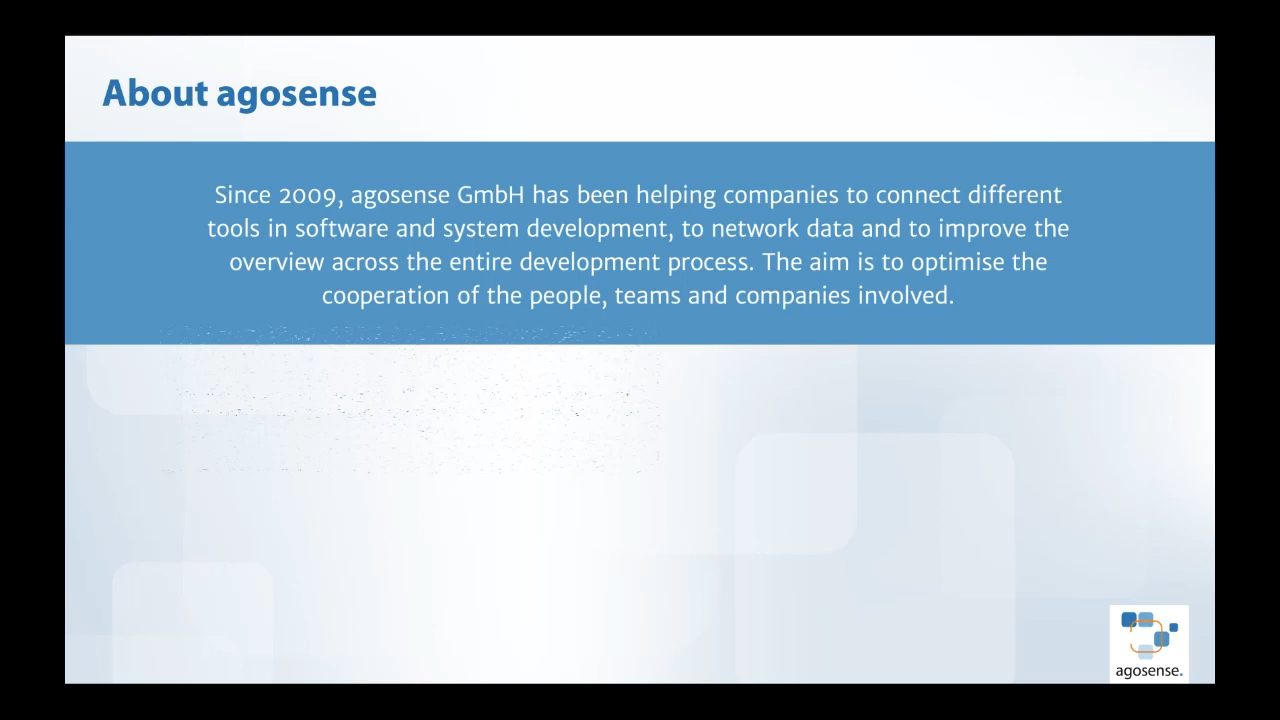 About agosense
Since 2009, agosense GmbH has been helping companies to connect different
tools in software and system development, to network data and to improve the
overview across the entire development process. The aim is to optimise the
cooperation of the people, teams and companies involved.
agosense.